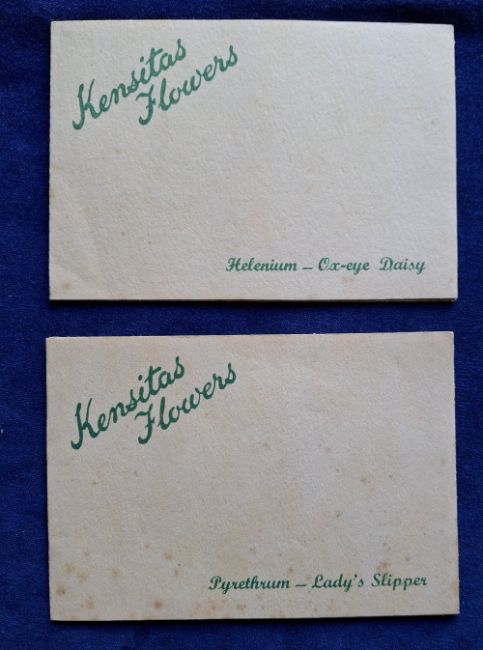 Kensitas
Flowers
Helenium — Ox-eye Daisy
Kensitas
Flowers
Pyrethrum — Lady's Slipper